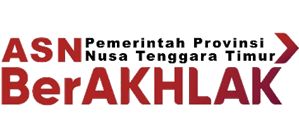 ASN Pemerintah Provinsi
Nusa Tenggara Timur
BerAKHLAK